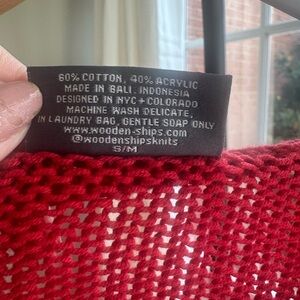 60% COTTON, 40% ACRYLIC
MADE IN BALI, INDONESIA
DESIGNED IN NYC + COLORADO
MACHINE WASH DELICATE,
IN LAUNDRY BAG, GENTLE SOAP ONLY
www.wooden-ships.com
@woodenshipsknits
S/M